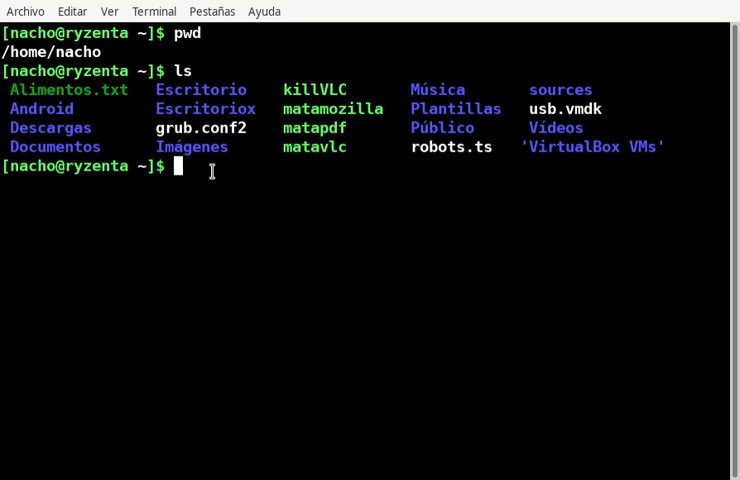 Archivo Editar Ver Terminal Pestañas Ayuda
[nacho@ryzenta ~]$ pwd
/home/nacho
[nacho@ryzenta ~]$ ls
Alimentos.txt Escritorio killVLC Música sources
Android Escritoriox matamozilla Plantillas usb.vmdk
Descargas grub.conf2 matapdf Público Vídeos
Documentos Imágenes matavlc robots.ts 'VirtualBox VMs'
[nacho@ryzenta ~]$